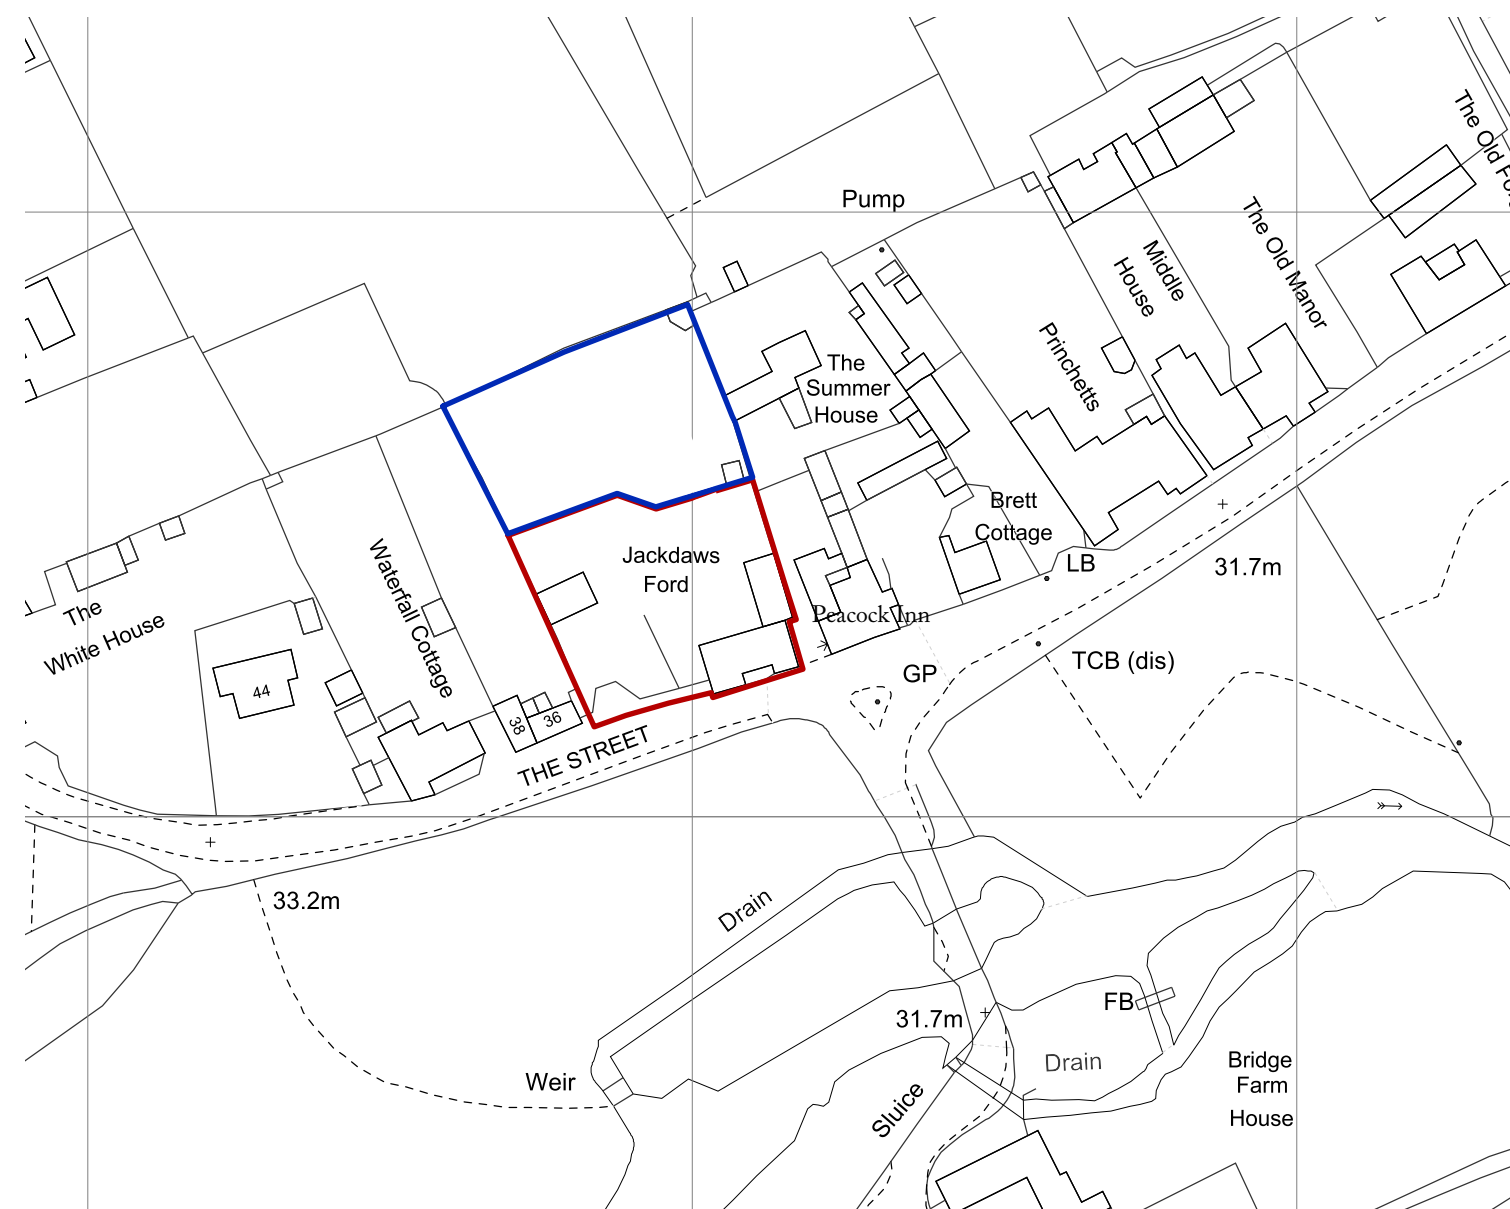 Pump
The Old
The Old Manor
Middle
House
Princhetts
The
Summer
House
Brett
Cottage
LB
31.7m
Jackdaws
Ford
Peacock Inn
Waterfall Cottage
The
White House
44
38
36
THE STREET
GP
TCB (dis)
33.2m
Drain
31.7m
FB
Drain
Weir
Sluice
Bridge
Farm
House